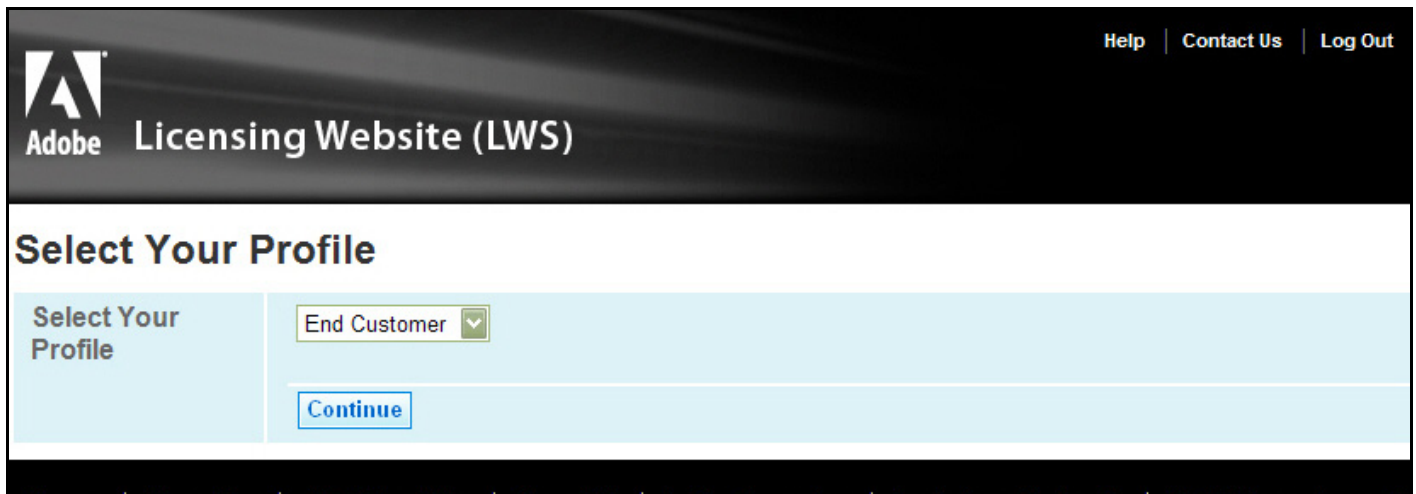 Help | Contact Us | Log Out
Adobe
Licensing Website (LWS)
Select Your Profile
Select Your
Profile
End Customer
Continue